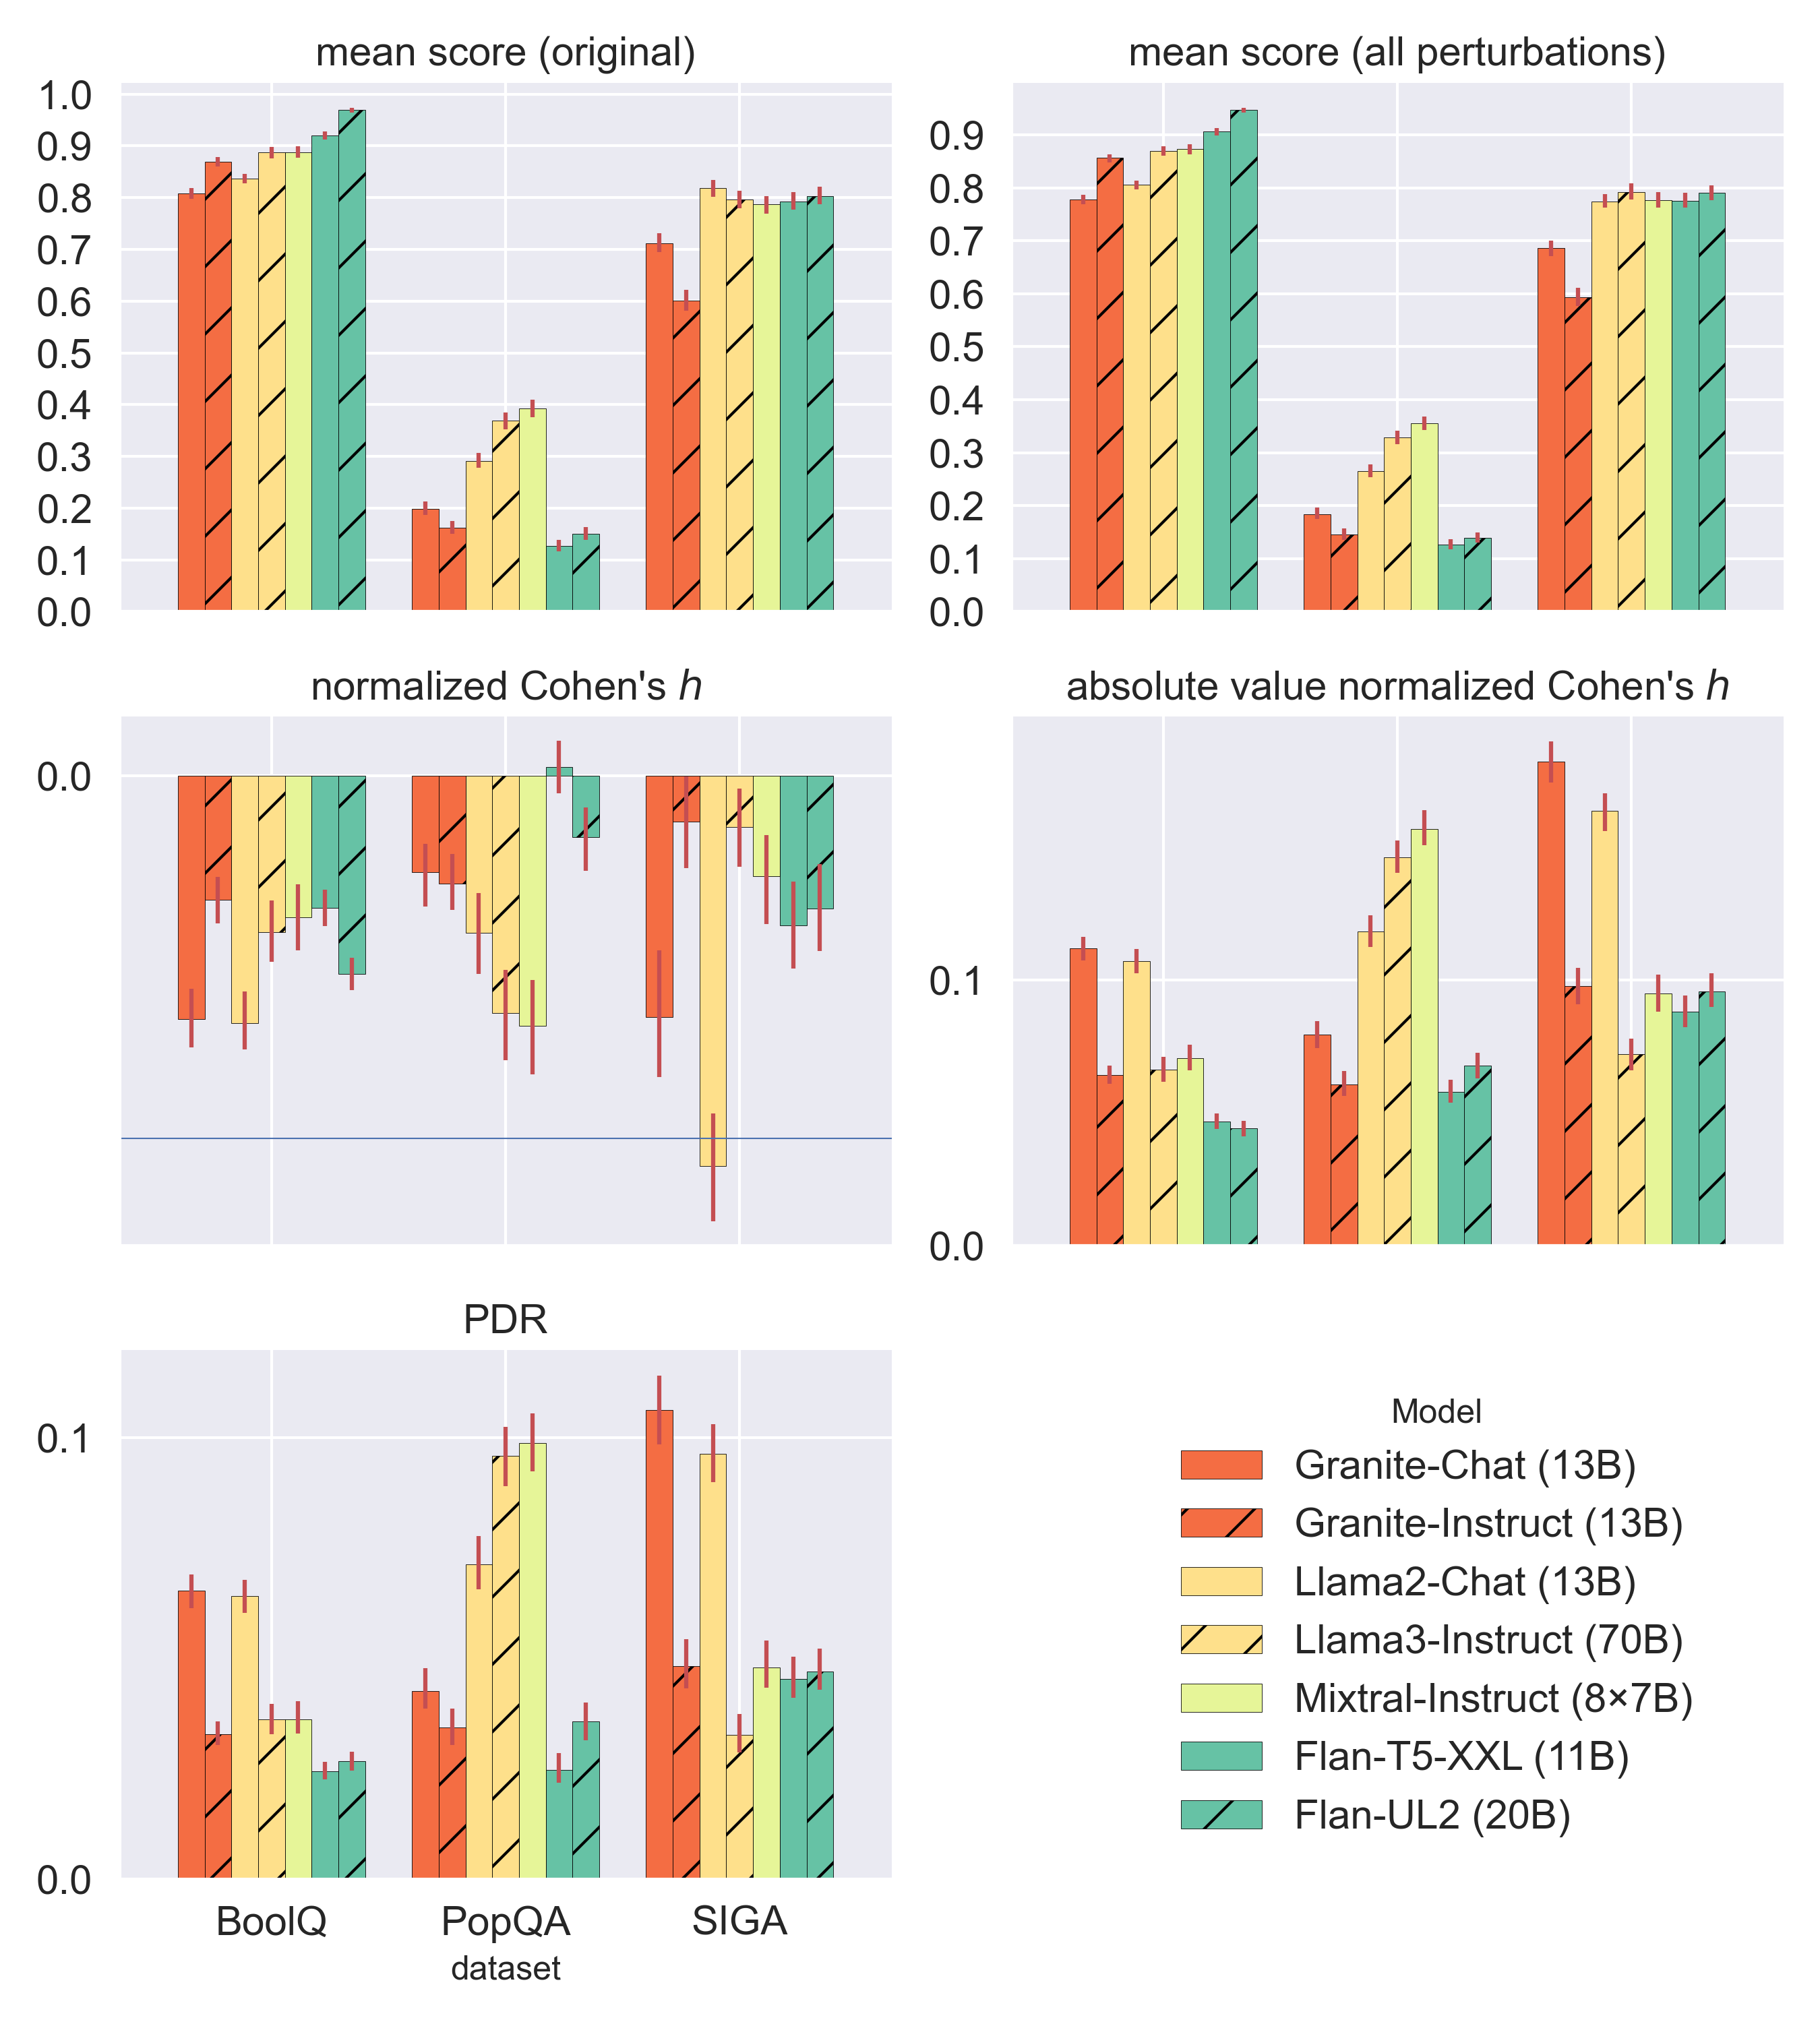 mean score (original)
1.0
0.9
0.8
0.7
0.6
0.5
0.4
0.3
0.2
0.1
0.0
mean score (all perturbations)
0.9
0.8
0.7
0.6
0.5
0.4
0.3
0.2
0.1
0.0
normalized Cohen's h
0.0
absolute value normalized Cohen's h
0.1
0.0
PDR
0.1
0.0
BoolQ PopQA SIGA
dataset
Model
Granite-Chat (13B)
Granite-Instruct (13B)
Llama2-Chat (13B)
Llama3-Instruct (70B)
Mixtral-Instruct (8×7B)
Flan-T5-XXL (11B)
Flan-UL2 (20B)